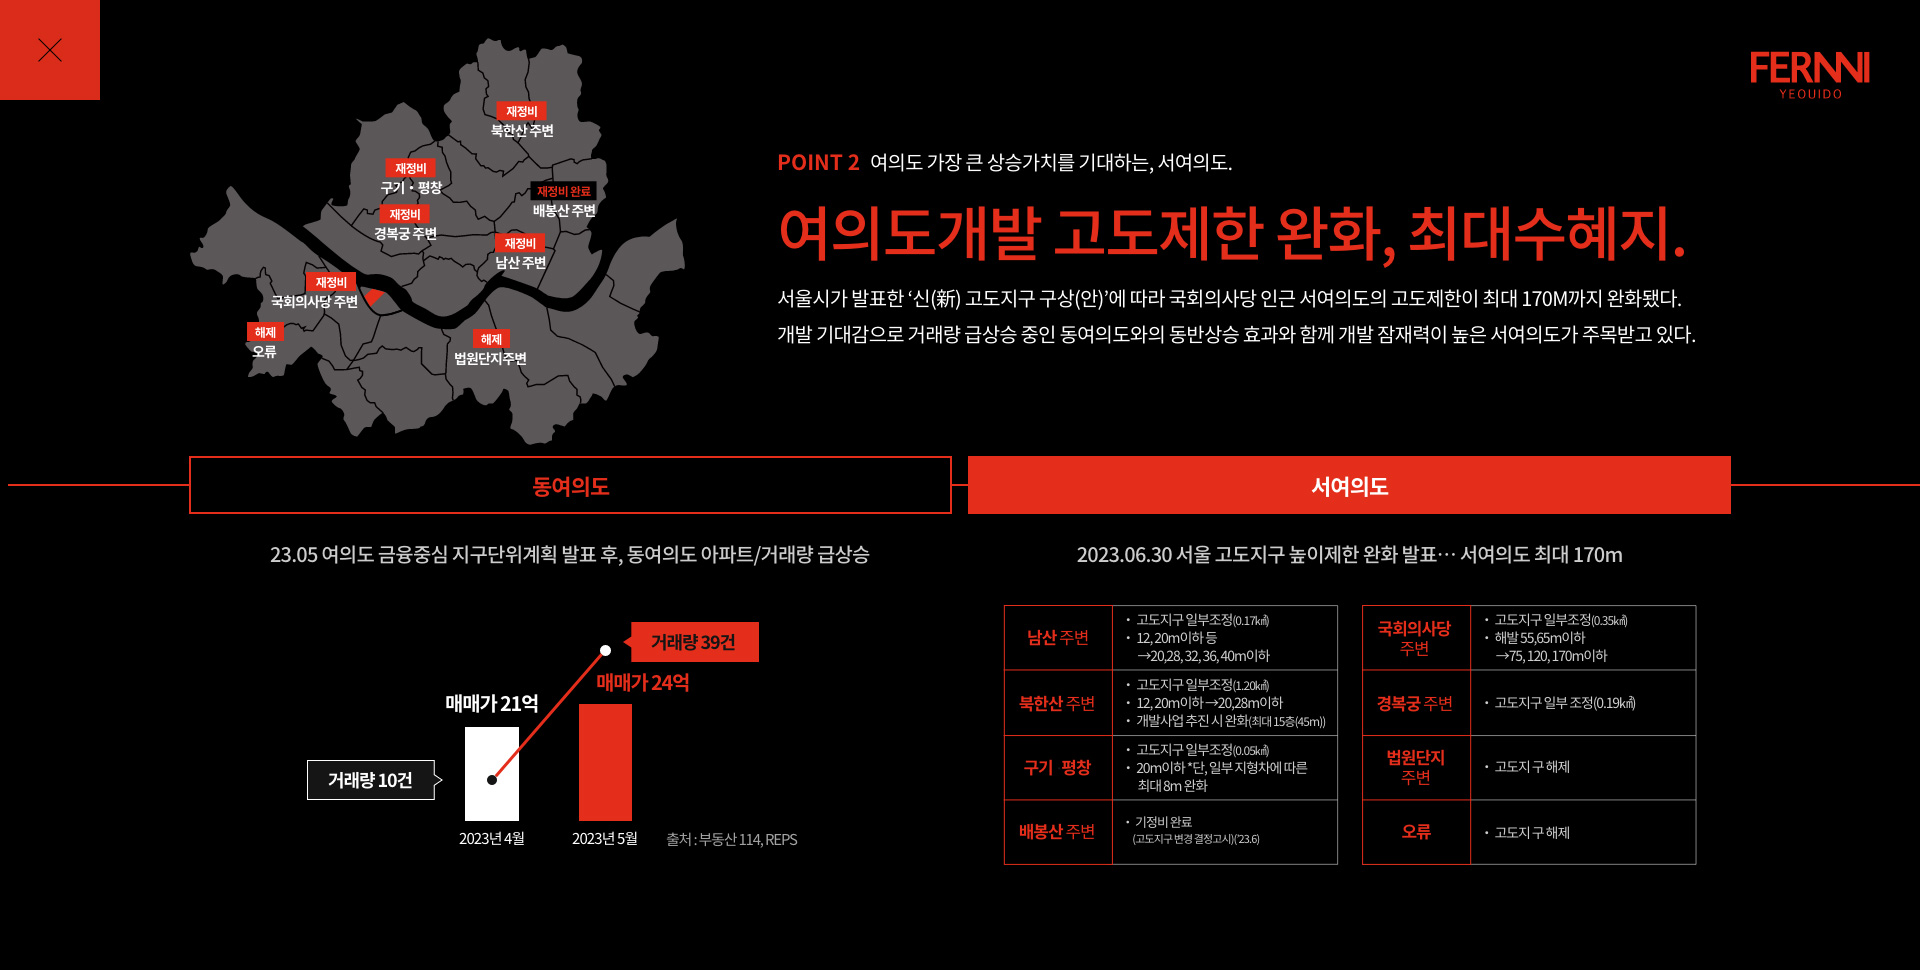 FERNNI
YEOUIDO
재정비
북한산 주변
재정비
구기・평창
재정비 완료
배봉산 주변
재정비
경복궁 주변
재정비
남산 주변
재정비
국회의사당 주변
해제
오류
해제
법원단지주변
POINT 2 여의도 가장 큰 상승가치를 기대하는, 서여의도.
여의도개발 고도제한 완화, 최대수혜지.
서울시가 발표한 ‘신(新) 고도지구 구상(안)’에 따라 국회의사당 인근 서여의도의 고도제한이 최대 170M까지 완화됐다.
개발 기대감으로 거래량 급상승 중인 동여의도와의 동반상승 효과와 함께 개발 잠재력이 높은 서여의도가 주목받고 있다.
동여의도
23.05 여의도 금융중심 지구단위계획 발표 후, 동여의도 아파트/거래량 급상승
거래량 39건
매매가 24억
매매가 21억
거래량 10건
2023년 4월
2023년 5월
출처 : 부동산 114, REPS
서여의도
2023.06.30 서울 고도지구 높이제한 완화 발표… 서여의도 최대 170m
남산 주변
・ 고도지구 일부조정(0.17㎢)
・ 12, 20m이하 등
→20,28, 32, 36, 40m이하
북한산 주변
・ 고도지구 일부조정(1.20㎢)
・ 12, 20m이하→20,28m이하
・ 개발사업 추진 시 완화(최대 15층(45m))
구기 평창
・ 고도지구 일부조정(0.05㎢)
・ 20m이하 *단, 일부 지형차에 따른
최대 8m 완화
배봉산 주변
・ 기정비 완료
(고도지구 변경 결정고시)(‘23.6)
국회의사당
주변
・ 고도지구 일부조정(0.35㎢)
・ 해발 55,65m이하
→75, 120, 170m이하
경복궁 주변
・ 고도지구 일부 조정(0.19㎢)
법원단지
주변
・ 고도지 구 해제
오류
・ 고도지 구 해제